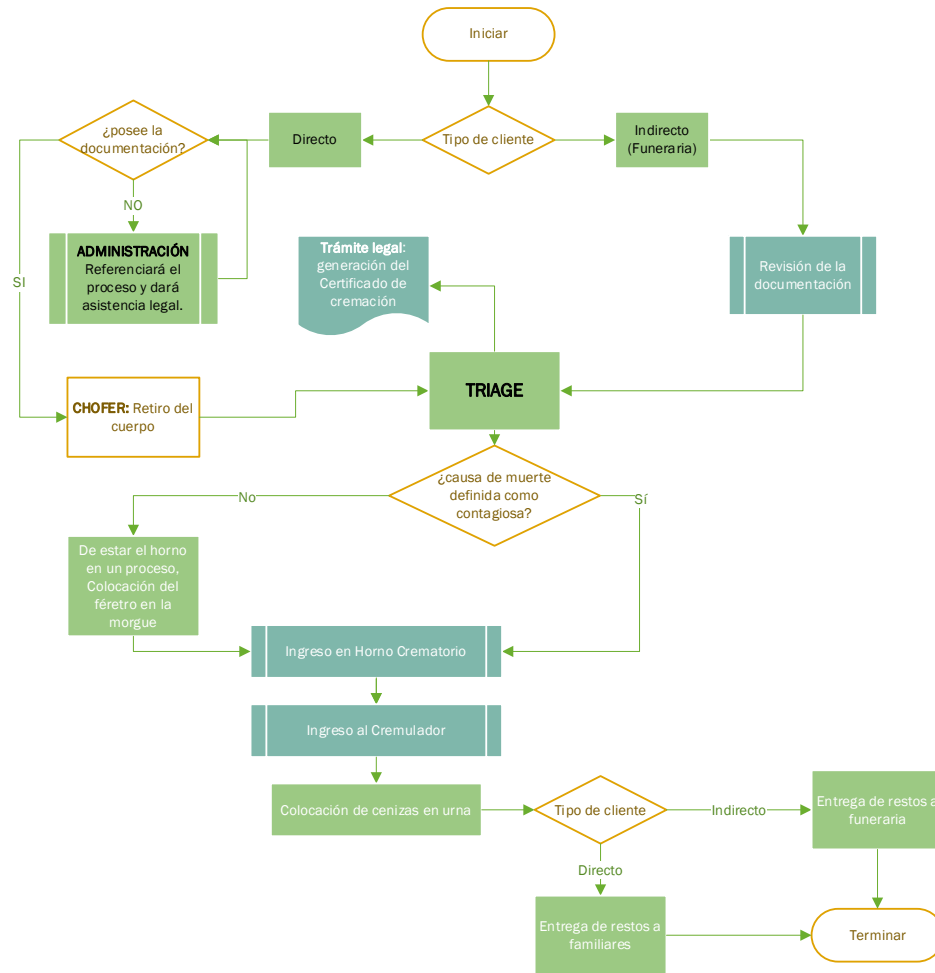 Iniciar
¿posee la
documentación?
Directo
Tipo de cliente
Indirecto
(Funeraria)
NO
SI
ADMINISTRACIÓN
Referenciará el
proceso y dará
asistencia legal.
Trámite legal:
generación del
Certificado de
cremación
Revisión de la
documentación
CHOFER: Retiro del
cuerpo
TRIAGE
¿causa de muerte
definida como
contagiosa?
No
Sí
De estar el horno
en un proceso,
Colocación del
féretro en la
morgue
Ingreso en Horno Crematorio
Ingreso al Cremulador
Colocación de cenizas en urna
Tipo de cliente
Indirecto
Entrega de restos a
funeraria
Directo
Entrega de restos a
familiares
Terminar